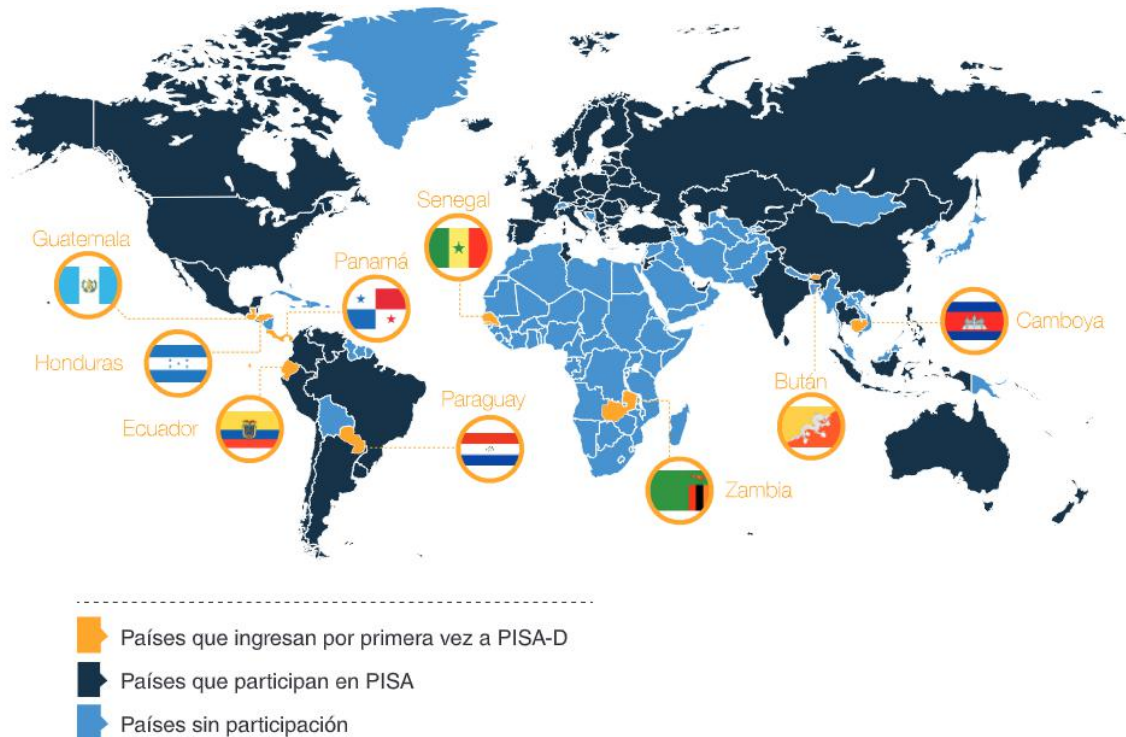 Senegal
Guatemala
Panamá
Honduras
Camboya
Ecuador
Paraguay
Bután
Zambia
Países que ingresan por primera vez a PISA-D
Países que participan en PISA
Países sin participación